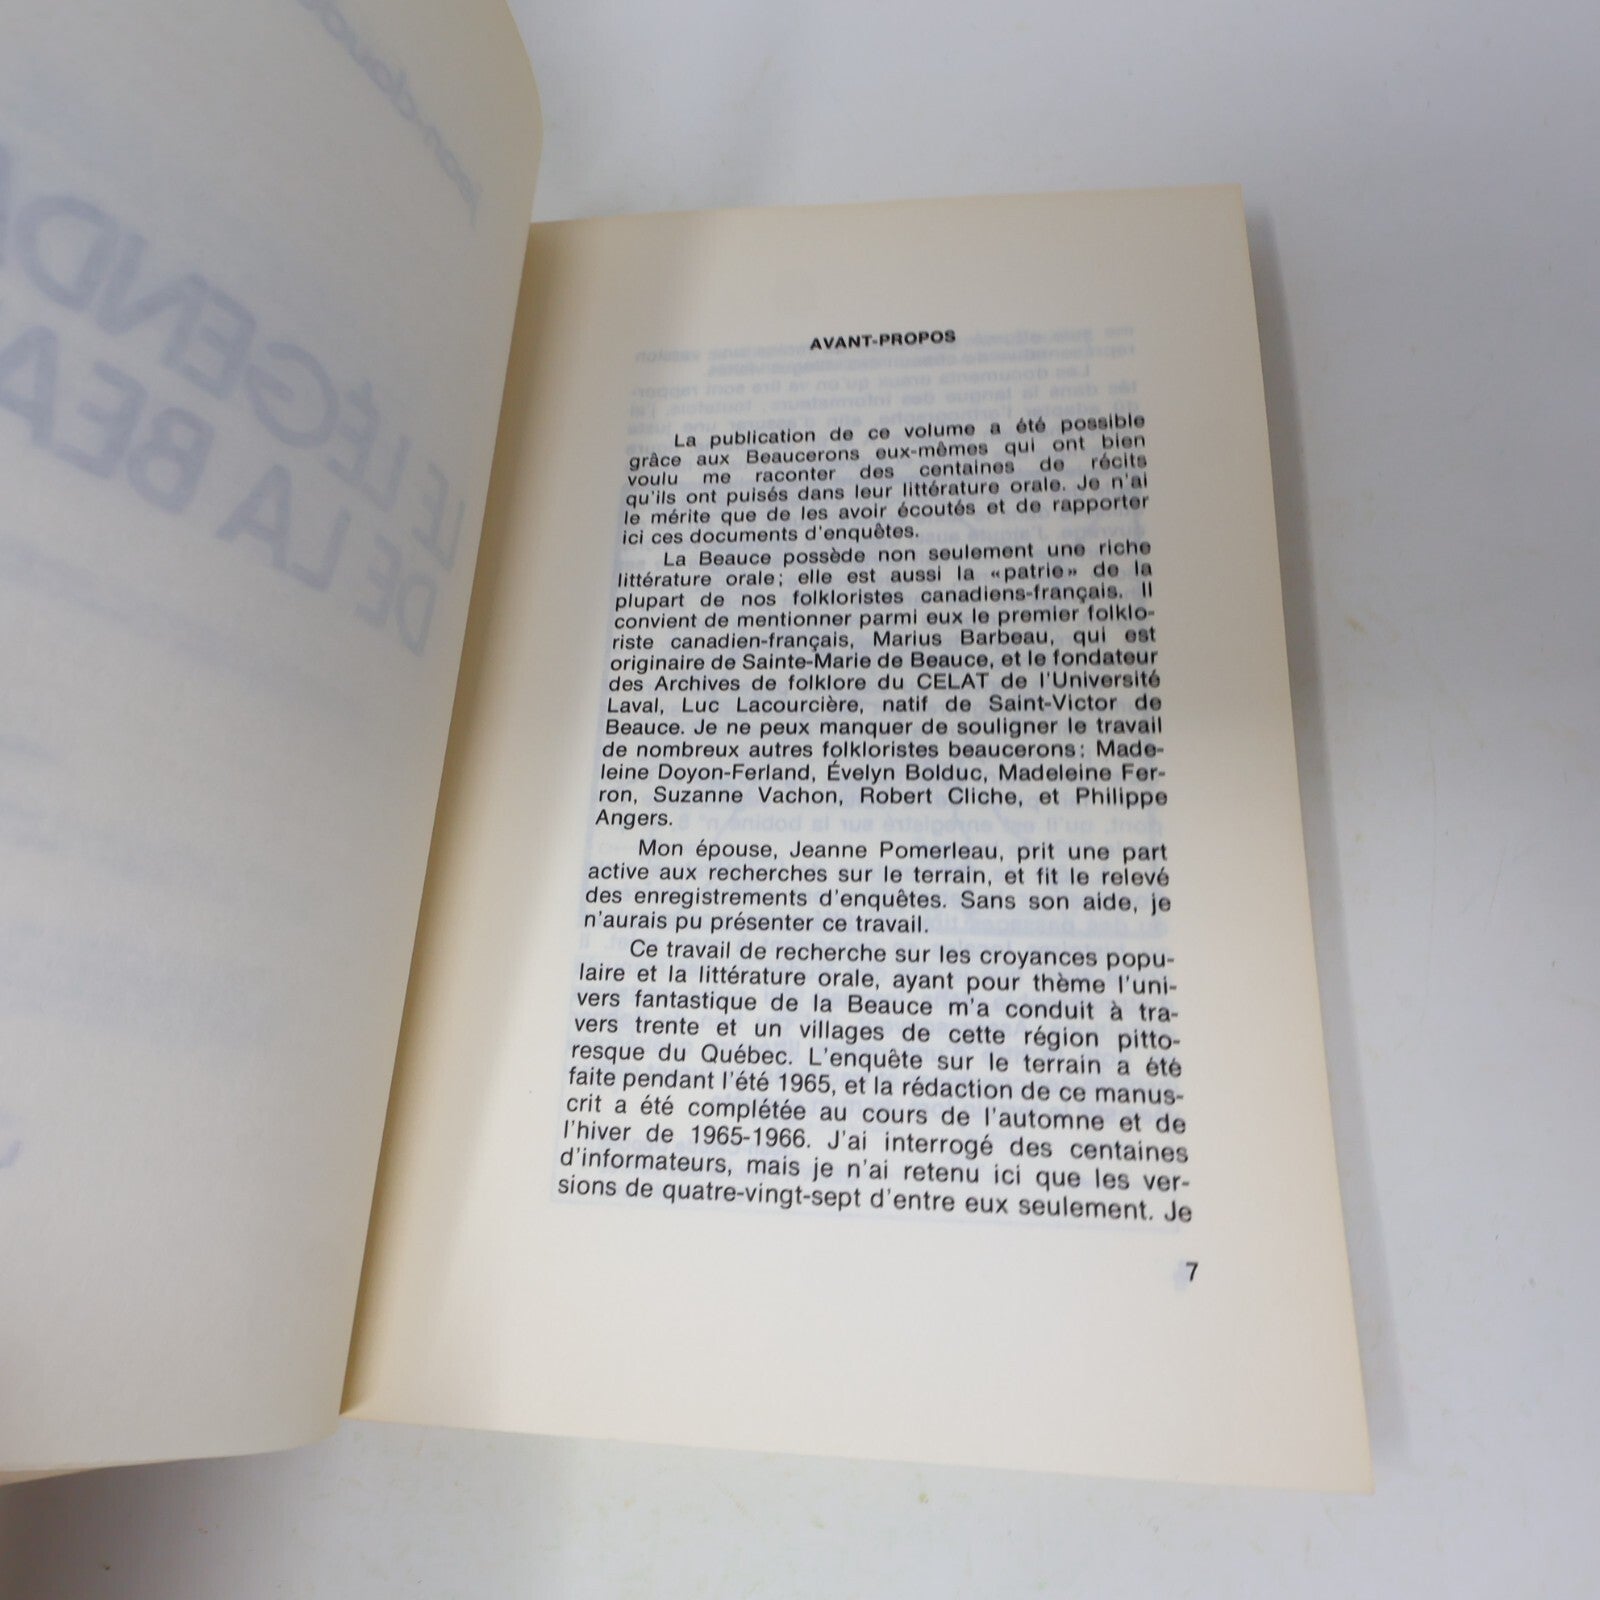 AVANT-PROPOS
La publication de ce volume a été possible
grâce aux Beaucerons eux-mêmes qui ont bien
voulu me raconter des centaines de récits
qu'ils ont puisés dans leur littérature orale. Je n'ai
le mérite que de les avoir écoutés et de rapporter
ici ces documents d'enquêtes.
La Beauce possède non seulement une riche
littérature orale; elle est aussi la «patrie» de la
plupart de nos folkloristes canadiens-français. Il
convient de mentionner parmi eux le premier folklo-
riste canadien-français, Marius Barbeau, qui est
originaire de Sainte-Marie de Beauce, et le fondateur
des Archives de folklore du CELAT de l'Université
Laval, Luc Lacourcière, natif de Saint-Victor de
Beauce. Je ne peux manquer de souligner le travail
de nombreux autres folkloristes beaucerons: Made-
leine Doyon-Ferland, Évelyn Bolduc, Madeleine Fer-
ron, Suzanne Vachon, Robert Cliche, et Philippe
Angers.
Mon épouse, Jeanne Pomerleau, prit une part
active aux recherches sur le terrain, et fit le relevé
des enregistrements d'enquêtes. Sans son aide, je
n'aurais pu présenter ce travail.
Ce travail de recherche sur les croyances popu-
laire et la littérature orale, ayant pour thème l'uni-
vers fantastique de la Beauce m'a conduit à tra-
vers trente et un villages de cette région pitto-
resque du Québec. L'enquête sur le terrain a été
faite pendant l'été 1965, et la rédaction de ce manus-
crit a été complétée au cours de l'automne et de
l'hiver de 1965-1966. J'ai interrogé des centaines
d'informateurs, mais je n'ai retenu ici que les ver-
sions de quatre-vingt-sept d'entre eux seulement. Je
7